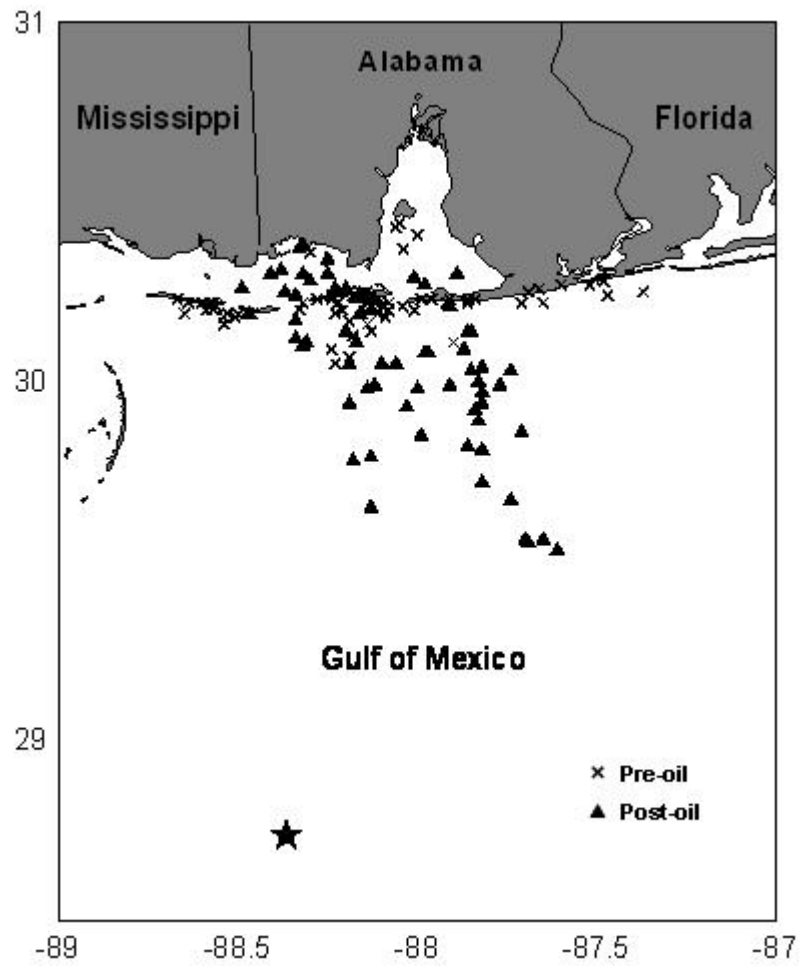 31
Alabama
Mississippi
Florida
30
Gulf of Mexico
29
Pre-oil
Post-oil
-89
-88.5
-88
-87.5
-87